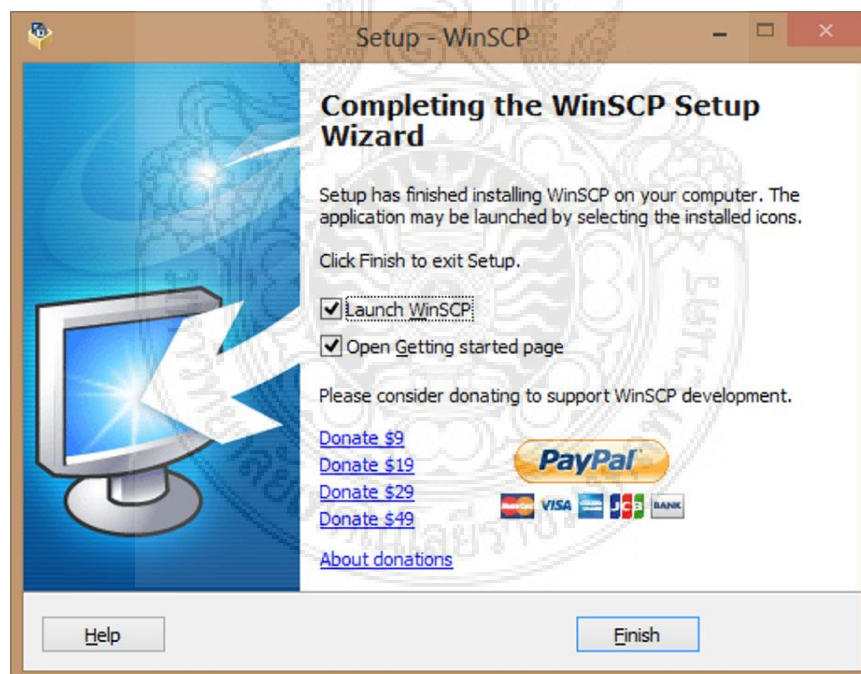 Setup - WinSCP
Completing the WinSCP Setup
Wizard
Setup has finished installing WinSCP on your computer. The
application may be launched by selecting the installed icons.
Click Finish to exit Setup.
Launch WinSCP
Open Getting started page
Please consider donating to support WinSCP development.
Donate $9
Donate $19
Donate $29
Donate $49
PayPal
VISA
JCB
BANK
About donations
Help
Finish